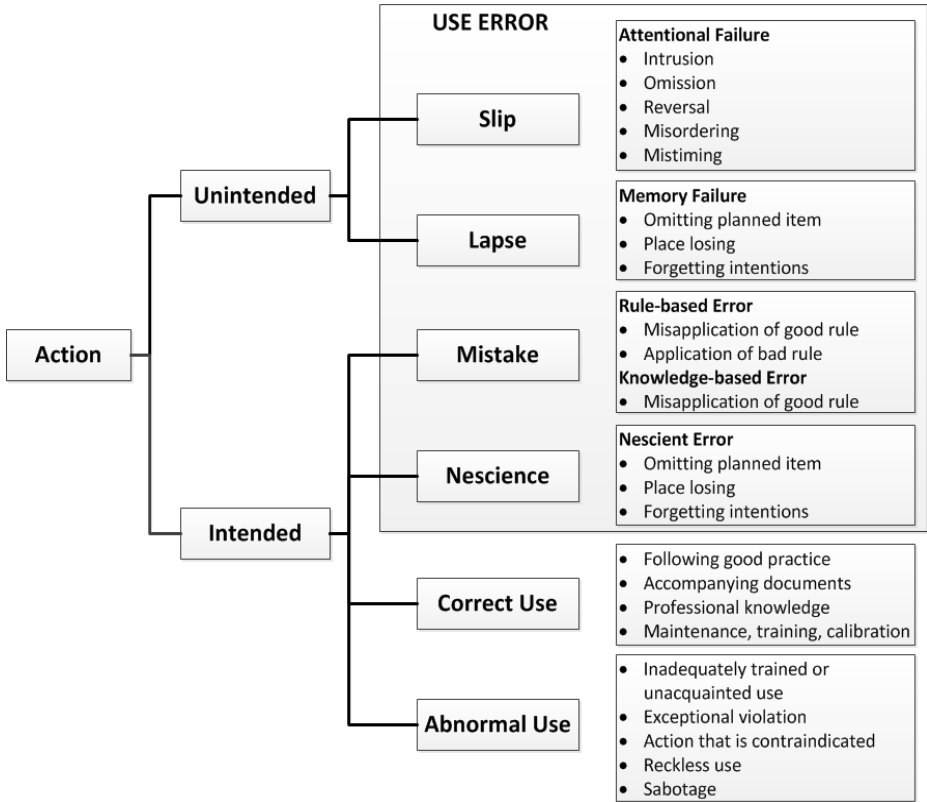 USE ERROR
Action
Unintended
Intended
Slip
Attentional Failure
• Intrusion
• Omission
• Reversal
• Misordering
• Mistiming
Lapse
Memory Failure
• Omitting planned item
• Place losing
• Forgetting intentions
Mistake
Rule-based Error
• Misapplication of good rule
• Application of bad rule
Knowledge-based Error
• Misapplication of good rule
Nescience
Nescient Error
• Omitting planned item
• Place losing
• Forgetting intentions
Correct Use
• Following good practice
• Accompanying documents
• Professional knowledge
• Maintenance, training, calibration
Abnormal Use
• Inadequately trained or
unacquainted use
• Exceptional violation
• Action that is contraindicated
• Reckless use
• Sabotage